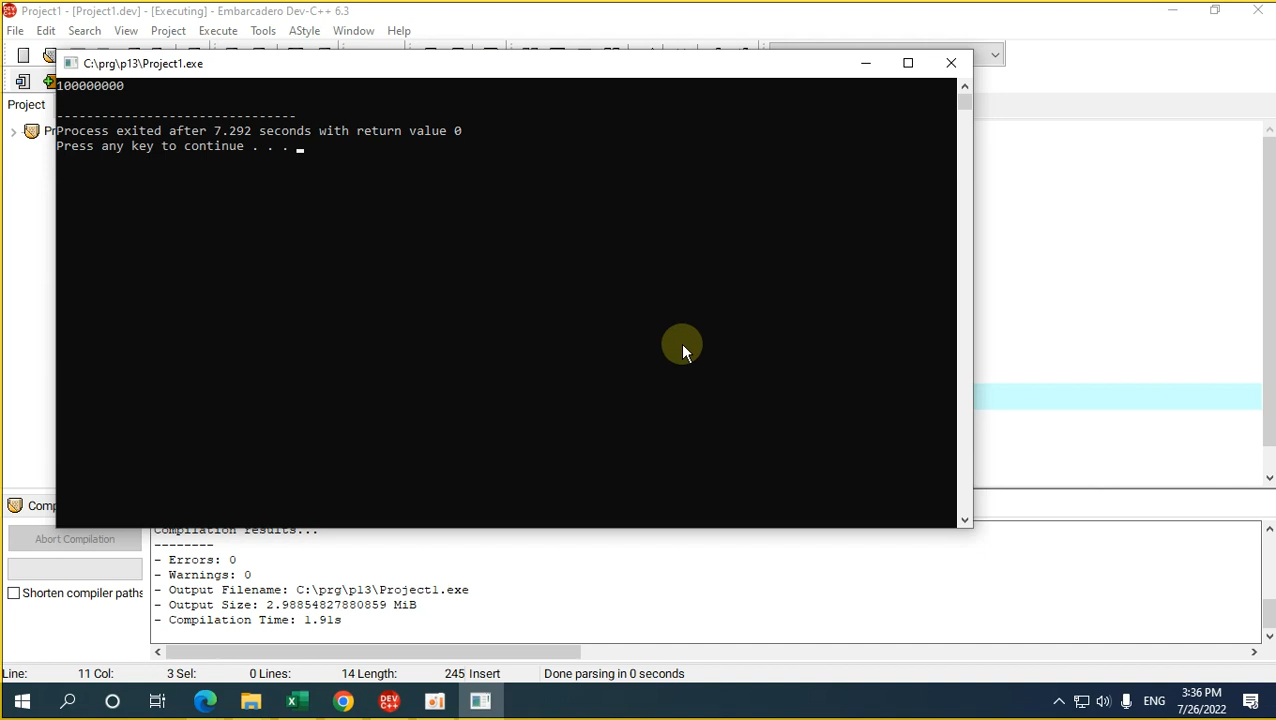 Project1 - [Project1.dev] - [Executing] - Embarcadero Dev-C++ 6.3
File Edit Search View Project Execute Tools AStyle Window Help
C:\prg\p13\Project1.exe
100000000
--------------------------------
Process exited after 7.292 seconds with return value 0
Press any key to continue . . .
Project
Pr
Comp
Abort Compilation
Shorten compiler paths
Compilation results...
--------
- Errors: 0
- Warnings: 0
- Output Filename: C:\prg\p13\Project1.exe
- Output Size: 2.98854827880859 MiB
- Compilation Time: 1.91s
Line: 11 Col: 3 Sel: 0 Lines: 14 Length: 245 Insert Done parsing in 0 seconds
DEV C++
ENG
3:36 PM
7/26/2022